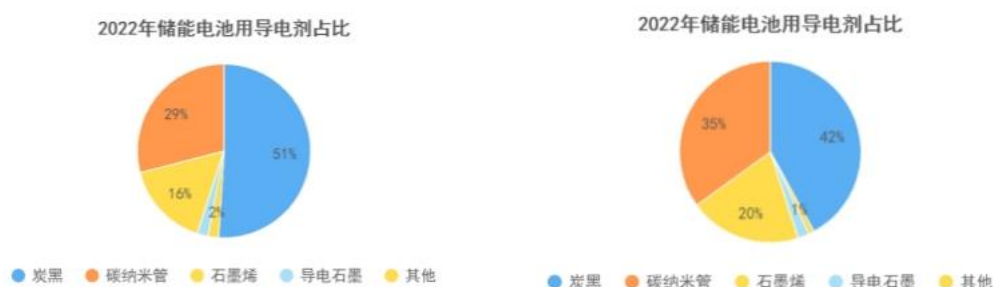 2022年储能电池用导电剂占比
29%
51%
16%
2%
炭黑 碳纳米管 石墨烯 导电石墨 其他
2022年储能电池用导电剂占比
35%
42%
20%
1%
炭黑 碳纳米管 石墨烯 导电石墨 其他